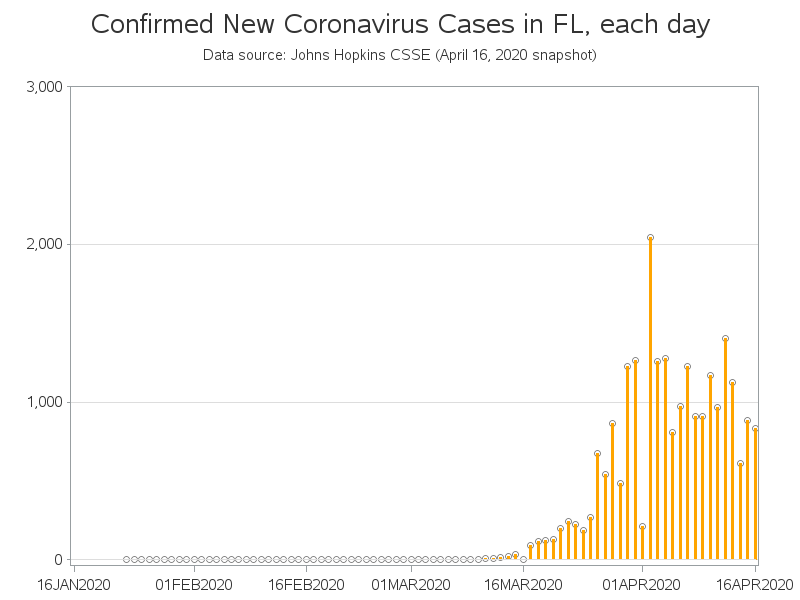 Confirmed New Coronavirus Cases in FL, each day
Data source: Johns Hopkins CSSE (April 16, 2020 snapshot)
3,000
2,000
1,000
0
16JAN2020 01FEB2020 16FEB2020 01MAR2020 16MAR2020 01APR2020 16APR2020